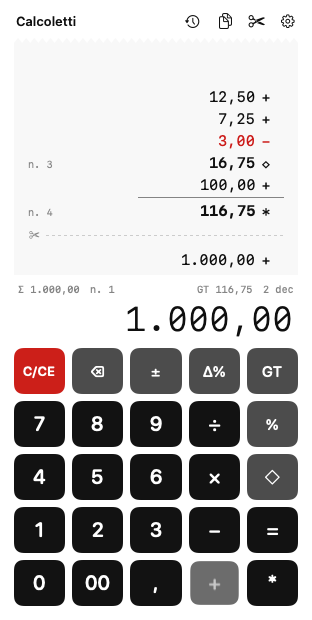 Calcoletti
12,50 +
7,25 +
3,00 −
n. 3 16,75 ◇
100,00 +
n. 4 116,75 *
1.000,00 +
Σ 1.000,00 n. 1 GT 116,75 2 dec
1.000,00
C/CE ⌫ ± Δ% GT
7 8 9 ÷ %
4 5 6 × ◇
1 2 3 − =
0 00 , + *